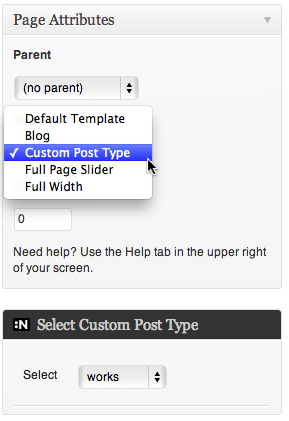 Page Attributes
Parent
(no parent)
Default Template
Blog
✓ Custom Post Type
Full Page Slider
Full Width
0
Need help? Use the Help tab in the upper right
of your screen.
:N Select Custom Post Type
Select works